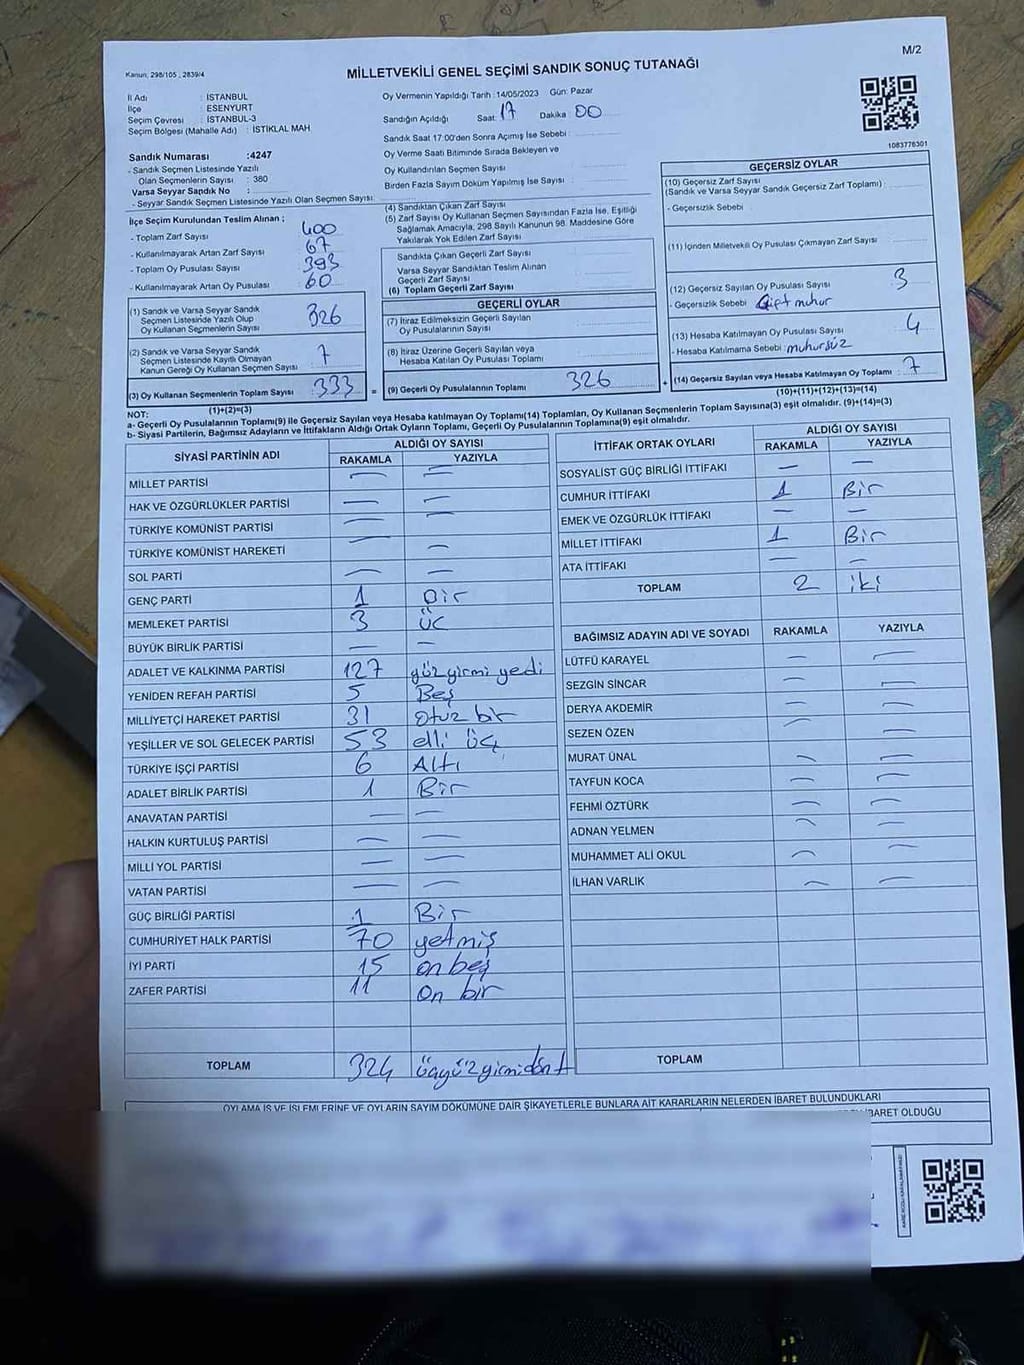 Kanun; 298/105 , 2839/4
MİLLETVEKİLİ GENEL SEÇİMİ SANDIK SONUÇ TUTANAĞI
M/2
İl Adı : İSTANBUL
İlçe : ESENYURT
Seçim Çevresi : İSTANBUL-3
Seçim Bölgesi (Mahalle Adı) : İSTİKLAL MAH
Sandık Numarası :4247
- Sandık Seçmen Listesinde Yazılı
Olan Seçmenlerin Sayısı : 380
Varsa Seyyar Sandık No :
- Seyyar Sandık Seçmen Listesinde Yazılı Olan Seçmen Sayısı:
Oy Vermenin Yapıldığı Tarih :14/05/2023 Gün: Pazar
Sandığın Açıldığı Saat: 17 Dakika: 00
Sandık Saat 17:00'den Sonra Açılmış İse Sebebi :
Oy Verme Saati Bitiminde Sırada Bekleyen ve
Oy Kullandırılan Seçmen Sayısı :
Birden Fazla Sayım Döküm Yapılmış İse Sayısı :
1083776301
İlçe Seçim Kurulundan Teslim Alınan ;
- Toplam Zarf Sayısı 400
- Kullanılmayarak Artan Zarf Sayısı 67
- Toplam Oy Pusulası Sayısı 393
- Kullanılmayarak Artan Oy Pusulası 60
(1) Sandık ve Varsa Seyyar Sandık
Seçmen Listesinde Yazılı Olup
Oy Kullanan Seçmenlerin Sayısı 326
(2) Sandık ve Varsa Seyyar Sandık
Seçmen Listesinde Kayıtlı Olmayan
Kanun Gereği Oy Kullanan Seçmen Sayısı 7
(3) Oy Kullanan Seçmenlerin Toplam Sayısı : 333 =
(1)+(2)=(3)
(4) Sandıktan Çıkan Zarf Sayısı
(5) Zarf Sayısı Oy Kullanan Seçmen Sayısından Fazla İse, Eşitliği
Sağlamak Amacıyla, 298 Sayılı Kanunun 98. Maddesine Göre
Yakılarak Yok Edilen Zarf Sayısı
Sandıkta Çıkan Geçerli Zarf Sayısı
Varsa Seyyar Sandıktan Teslim Alınan
Geçerli Zarf Sayısı
(6) Toplam Geçerli Zarf Sayısı
GEÇERLİ OYLAR
(7) İtiraz Edilmeksizin Geçerli Sayılan
Oy Pusulalarının Sayısı
(8) İtiraz Üzerine Geçerli Sayılan veya
Hesaba Katılan Oy Pusulası Toplamı
(9) Geçerli Oy Pusulalarının Toplamı 326 +
GEÇERSİZ OYLAR
(10) Geçersiz Zarf Sayısı
(Sandık ve Varsa Seyyar Sandık Geçersiz Zarf Toplamı) :
- Geçersizlik Sebebi
(11) İçinden Milletvekili Oy Pusulası Çıkmayan Zarf Sayısı
(12) Geçersiz Sayılan Oy Pusulası Sayısı 3
- Geçersizlik Sebebi Çift muhur
(13) Hesaba Katılmayan Oy Pusulası Sayısı 4
- Hesaba Katılmama Sebebi : muhursüz
(14) Geçersiz Sayılan veya Hesaba Katılmayan Oy Toplamı : 7
(10)+(11)+(12)+(13)=(14)
NOT:
a- Geçerli Oy Pusulalarının Toplamı(9) ile Geçersiz Sayılan veya Hesaba katılmayan Oy Toplamı(14) Toplamları, Oy Kullanan Seçmenlerin Toplam Sayısına(3) eşit olmalıdır. (9)+(14)=(3)
b- Siyasi Partilerin, Bağımsız Adayların ve İttifakların Aldığı Ortak Oyların Toplamı, Geçerli Oy Pusulalarının Toplamına(9) eşit olmalıdır.
SİYASİ PARTİNİN ADI ALDIĞI OY SAYISI
RAKAMLA YAZIYLA
MİLLET PARTİSİ — —
HAK VE ÖZGÜRLÜKLER PARTİSİ — —
TÜRKİYE KOMÜNİST PARTİSİ — —
TÜRKİYE KOMÜNİST HAREKETİ — —
SOL PARTİ — —
GENÇ PARTİ 1 Bir
MEMLEKET PARTİSİ 3 üç
BÜYÜK BİRLİK PARTİSİ — —
ADALET VE KALKINMA PARTİSİ 127 yüzyirmi yedi
YENİDEN REFAH PARTİSİ 5 Beş
MİLLİYETÇİ HAREKET PARTİSİ 31 otuz bir
YEŞİLLER VE SOL GELECEK PARTİSİ 53 elli üç
TÜRKİYE İŞÇİ PARTİSİ 6 Altı
ADALET BİRLİK PARTİSİ 1 Bir
ANAVATAN PARTİSİ — —
HALKIN KURTULUŞ PARTİSİ — —
MİLLİ YOL PARTİSİ — —
VATAN PARTİSİ — —
GÜÇ BİRLİĞİ PARTİSİ 1 Bir
CUMHURİYET HALK PARTİSİ 70 yetmiş
İYİ PARTİ 15 on beş
ZAFER PARTİSİ 11 On bir
TOPLAM 324 üçyüzyirmidört
İTTİFAK ORTAK OYLARI ALDIĞI OY SAYISI
RAKAMLA YAZIYLA
SOSYALİST GÜÇ BİRLİĞİ İTTİFAKI — —
CUMHUR İTTİFAKI 1 Bir
EMEK VE ÖZGÜRLÜK İTTİFAKI — —
MİLLET İTTİFAKI 1 Bir
ATA İTTİFAKI — —
TOPLAM 2 iki
BAĞIMSIZ ADAYIN ADI VE SOYADI RAKAMLA YAZIYLA
LÜTFÜ KARAYEL — —
SEZGİN SİNCAR — —
DERYA AKDEMİR — —
SEZEN ÖZEN — —
MURAT ÜNAL — —
TAYFUN KOCA — —
FEHMİ ÖZTÜRK — —
ADNAN YELMEN — —
MUHAMMET ALİ OKUL — —
İLHAN VARLIK — —
TOPLAM
OYLAMA İŞ VE İŞLEMLERİNE VE OYLARIN SAYIM DÖKÜMÜNE DAİR ŞİKAYETLERLE BUNLARA AİT KARARLARIN NELERDEN İBARET BULUNDUKLARI
İBARET OLDUĞU